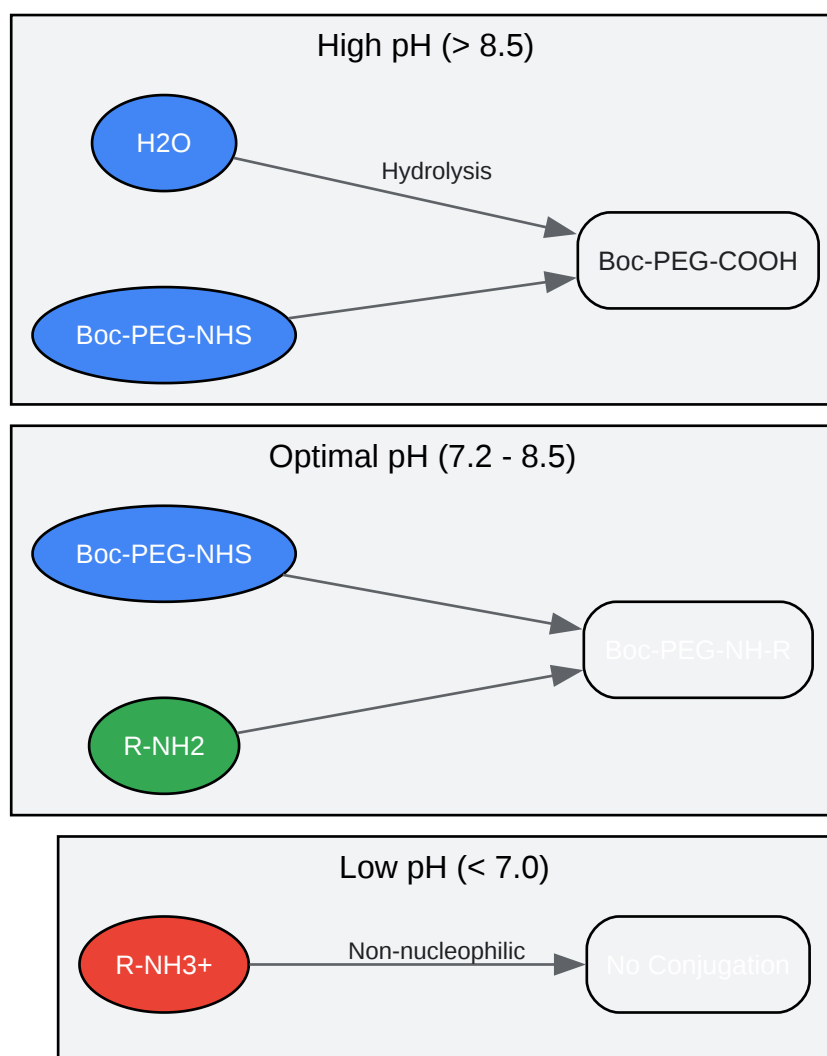 High pH (> 8.5)
H2O
Hydrolysis
Boc-PEG-COOH
Boc-PEG-NHS
Optimal pH (7.2 - 8.5)
Boc-PEG-NHS
Boc-PEG-NH-R
R-NH2
Low pH (< 7.0)
R-NH3+
Non-nucleophilic
No Conjugation